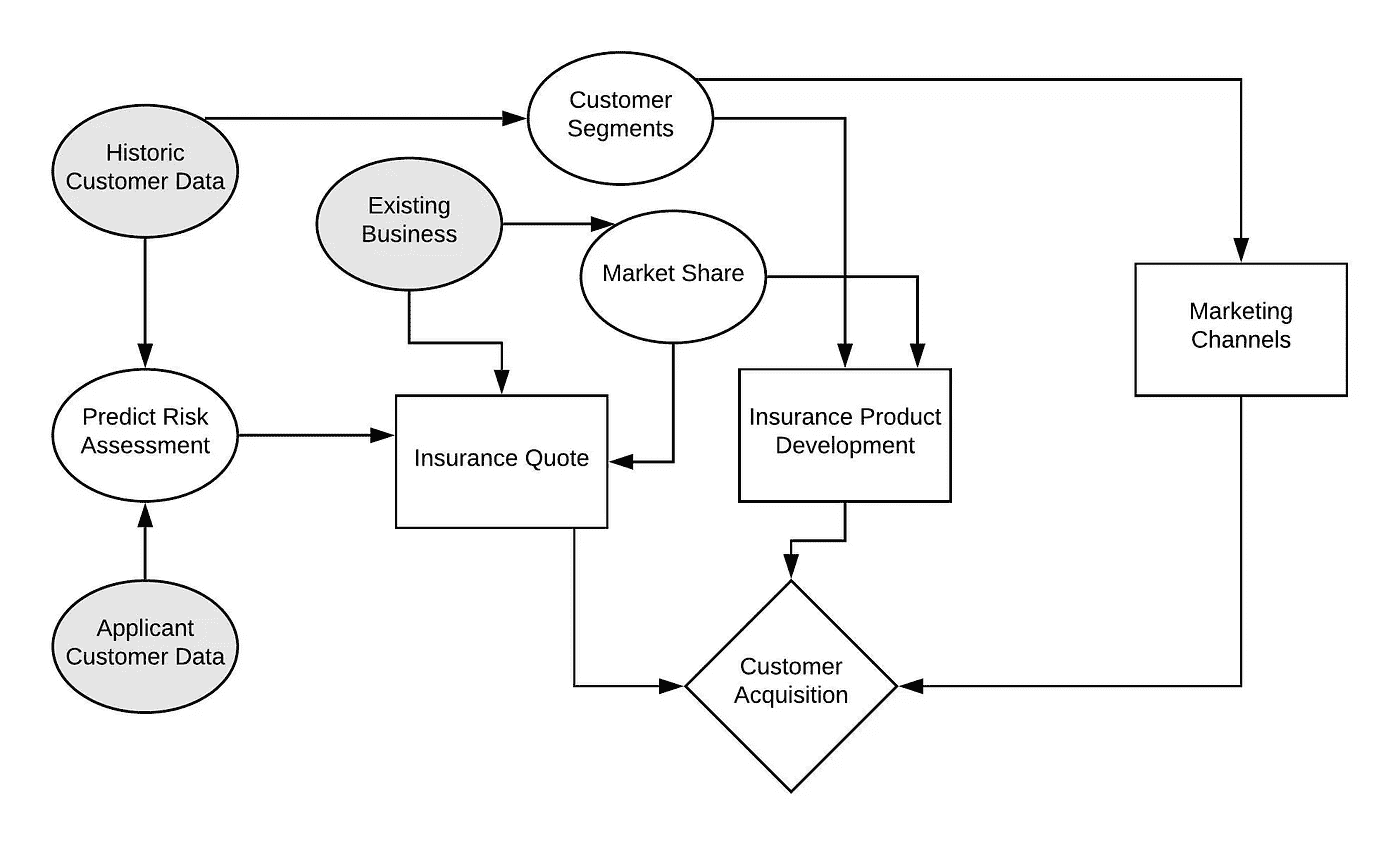 Customer
Segments
Historic
Customer Data
Existing
Business
Market Share
Marketing
Channels
Predict Risk
Assessment
Insurance Quote
Insurance Product
Development
Applicant
Customer Data
Customer
Acquisition